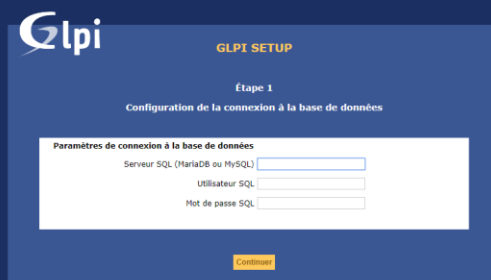 Glpi
GLPI SETUP
Étape 1
Configuration de la connexion à la base de données
Paramètres de connexion à la base de données
Serveur SQL (MariaDB ou MySQL)
Utilisateur SQL
Mot de passe SQL
Continuer